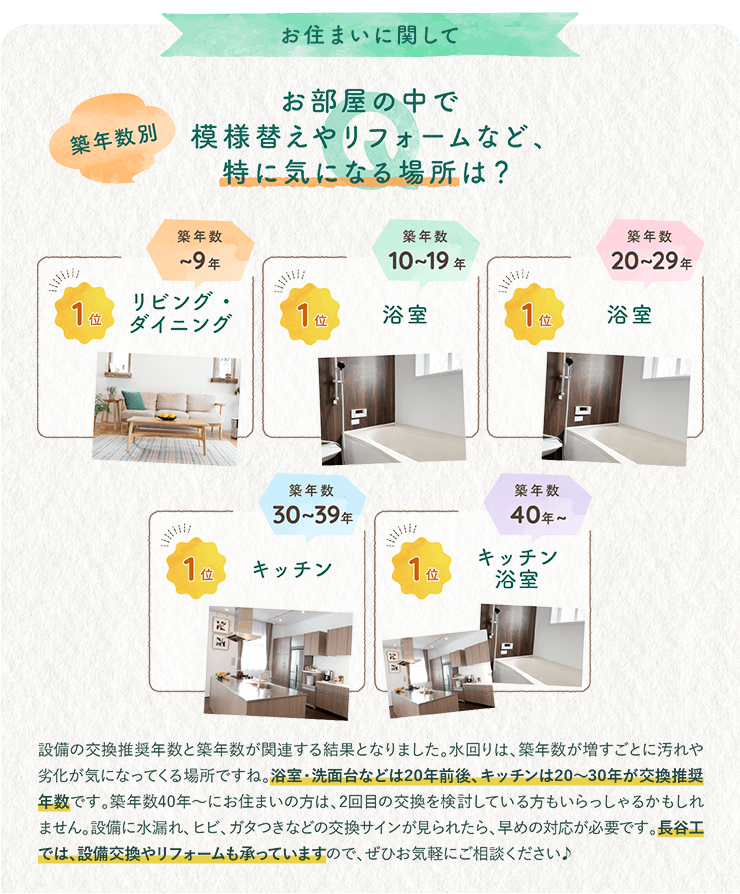 お住まいに関して
築年数別
お部屋の中で
模様替えやリフォームなど、
特に気になる場所は？
Q
築年数
~9年
1位
リビング・
ダイニング
築年数
10~19年
1位
浴室
築年数
20~29年
1位
浴室
築年数
30~39年
1位
キッチン
築年数
40年~
1位
キッチン
浴室
設備の交換推奨年数と築年数が関連する結果となりました。水回りは、築年数が増すごとに汚れや
劣化が気になってくる場所ですね。浴室・洗面台などは20年前後、キッチンは20〜30年が交換推奨
年数です。築年数40年〜にお住まいの方は、2回目の交換を検討している方もいらっしゃるかもしれ
ません。設備に水漏れ、ヒビ、ガタつきなどの交換サインが見られたら、早めの対応が必要です。長谷工
では、設備交換やリフォームも承っていますので、ぜひお気軽にご相談ください♪